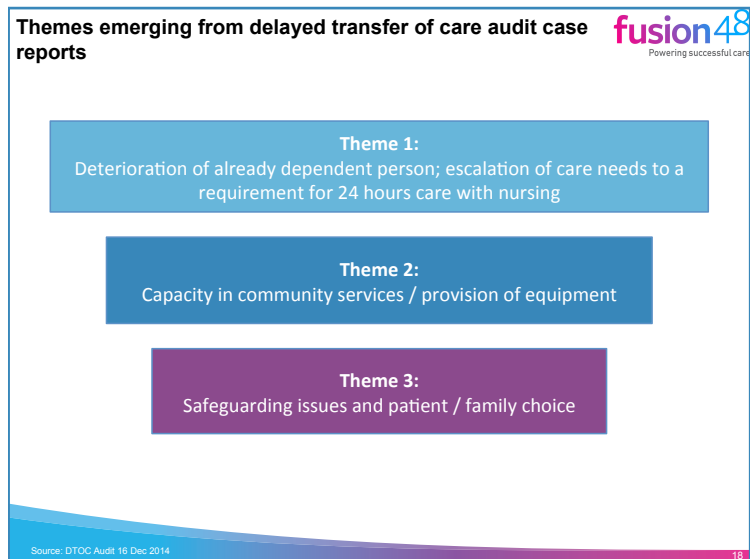 Themes emerging from delayed transfer of care audit case
reports
fusion48
Powering successful care
Theme 1:
Deterioration of already dependent person; escalation of care needs to a
requirement for 24 hours care with nursing
Theme 2:
Capacity in community services / provision of equipment
Theme 3:
Safeguarding issues and patient / family choice
Source: DTOC Audit 16 Dec 2014
18